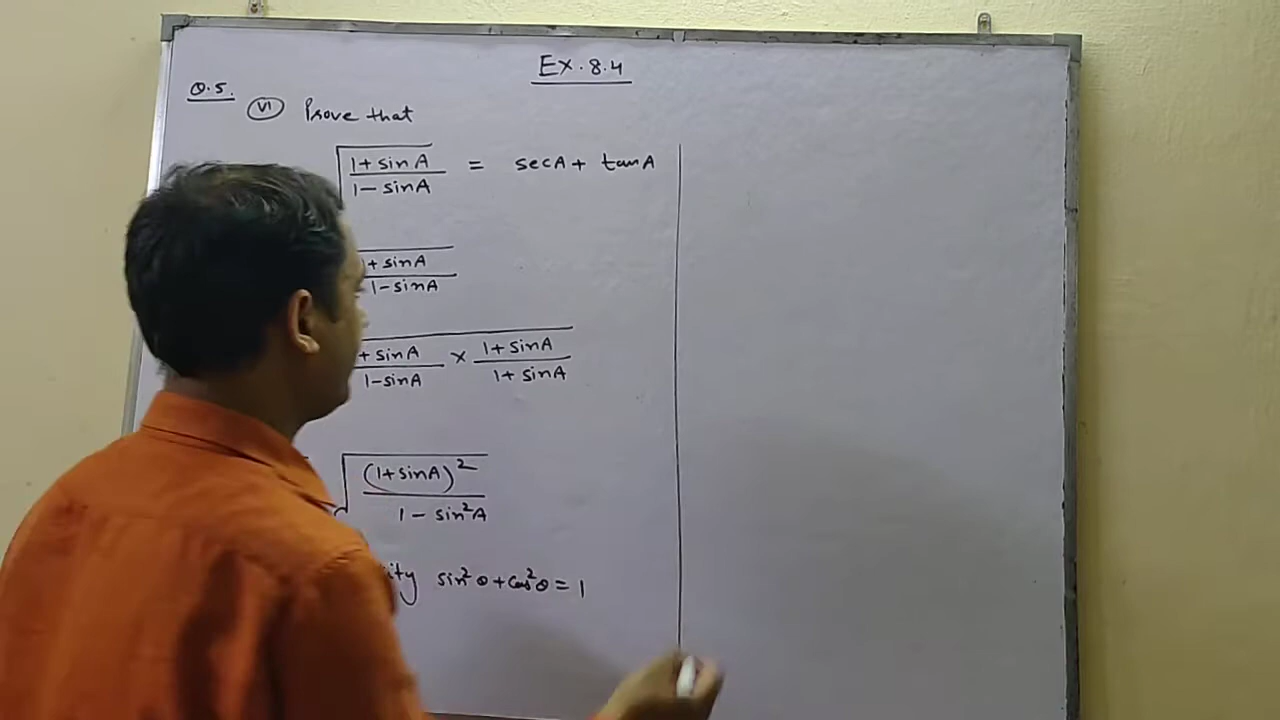 Ex. 8.4
Q.5.
(vi) Prove that
√(1 + sinA / 1 - sinA) = secA + tanA
+ sinA / 1 - sinA
+ sinA / 1 - sinA × 1 + sinA / 1 + sinA
√((1 + sinA)² / 1 - sin²A)
sin²θ + cos²θ = 1